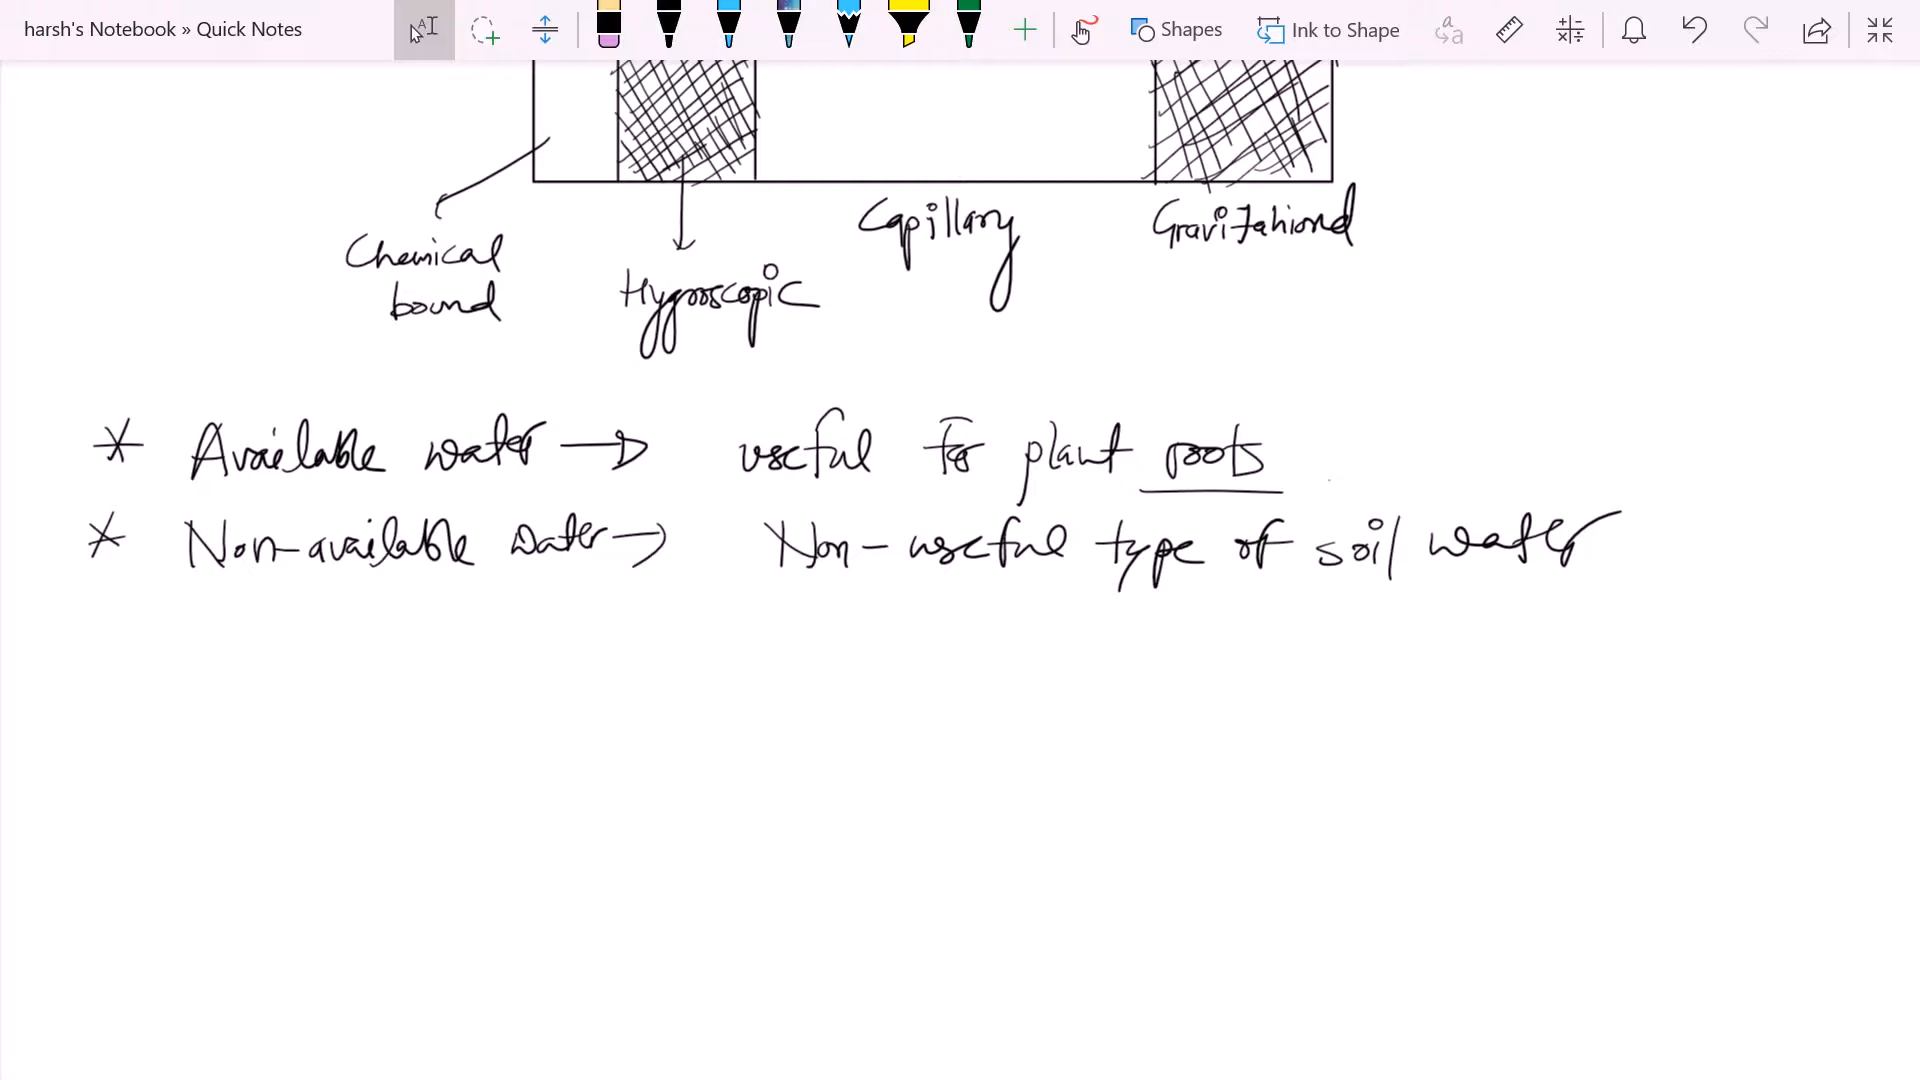 harsh's Notebook » Quick Notes
Shapes
Ink to Shape
Capillary
Gravitational
Chemical
bound
Hygroscopic
* Available water → useful for plant roots
* Non-available water → Non-useful type of soil water